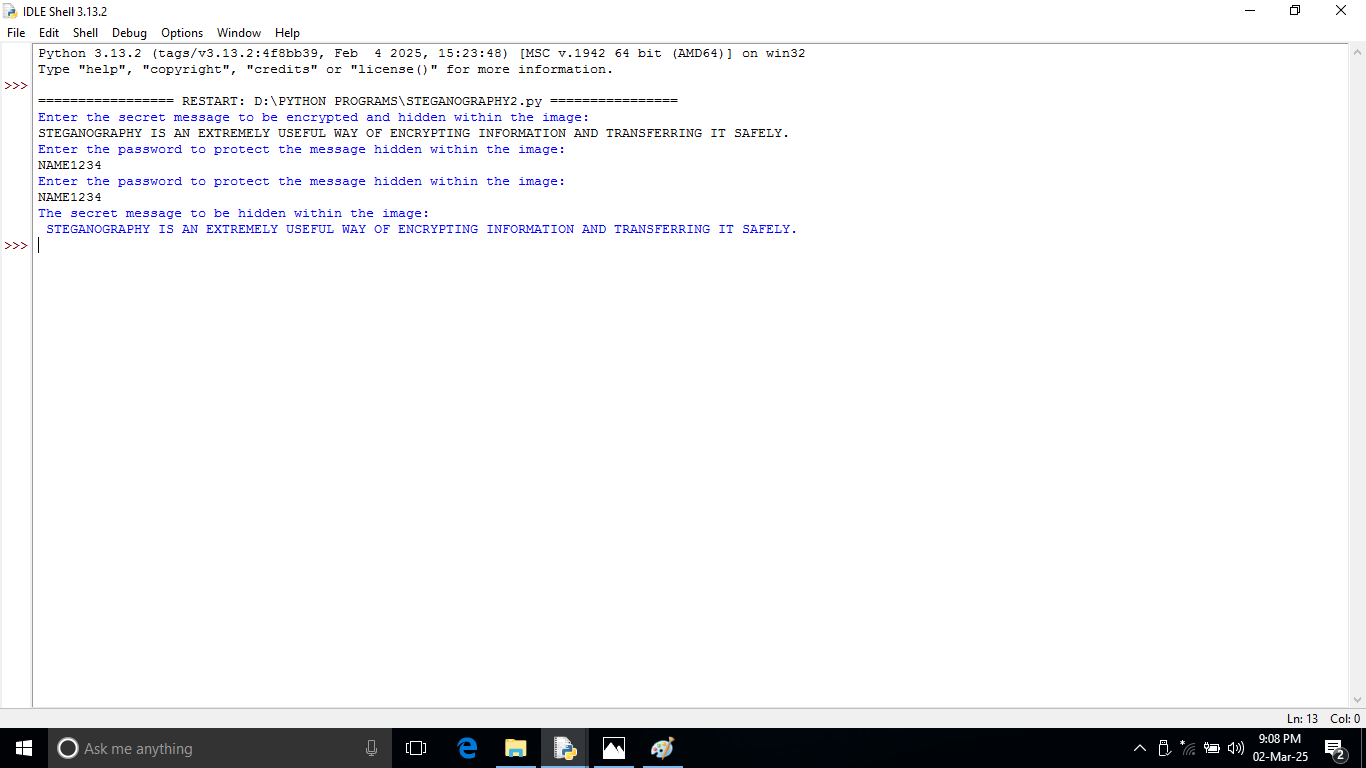 IDLE Shell 3.13.2
File Edit Shell Debug Options Window Help
Python 3.13.2 (tags/v3.13.2:4f8bb39, Feb  4 2025, 15:23:48) [MSC v.1942 64 bit (AMD64)] on win32
Type "help", "copyright", "credits" or "license()" for more information.
>>>
================= RESTART: D:\PYTHON PROGRAMS\STEGANOGRAPHY2.py ================
Enter the secret message to be encrypted and hidden within the image:
STEGANOGRAPHY IS AN EXTREMELY USEFUL WAY OF ENCRYPTING INFORMATION AND TRANSFERRING IT SAFELY.
Enter the password to protect the message hidden within the image:
NAME1234
Enter the password to protect the message hidden within the image:
NAME1234
The secret message to be hidden within the image:
 STEGANOGRAPHY IS AN EXTREMELY USEFUL WAY OF ENCRYPTING INFORMATION AND TRANSFERRING IT SAFELY.
>>>
Ln: 13 Col: 0
Ask me anything
9:08 PM
02-Mar-25
2